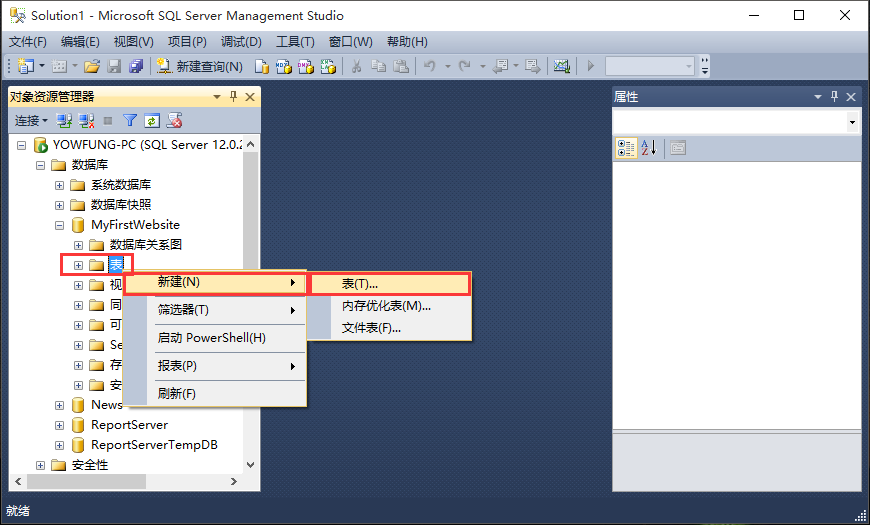 Solution1 - Microsoft SQL Server Management Studio
文件(F) 编辑(E) 视图(V) 项目(P) 调试(D) 工具(T) 窗口(W) 帮助(H)
新建查询(N)
对象资源管理器
连接
YOWFUNG-PC (SQL Server 12.0.2
数据库
系统数据库
数据库快照
MyFirstWebsite
数据库关系图
表
视
同
可
Se
存
安
News
ReportServer
ReportServerTempDB
安全性
新建(N)
筛选器(T)
启动 PowerShell(H)
报表(P)
刷新(F)
表(T)...
内存优化表(M)...
文件表(F)...
属性
就绪